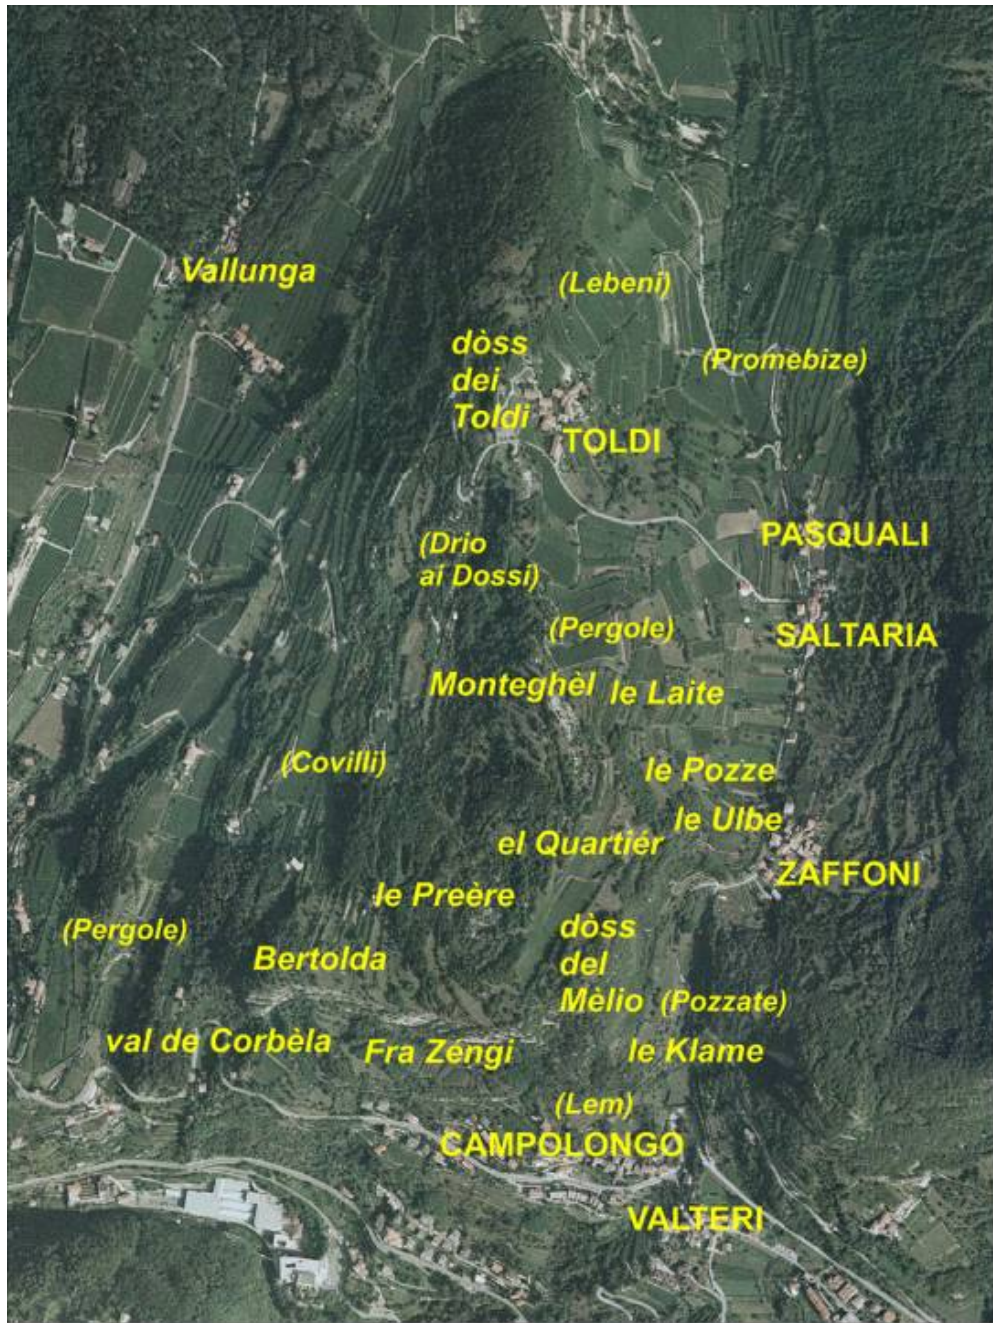 Vallunga
(Lebeni)
dòss
dei
Toldi
(Promebize)
TOLDI
PASQUALI
(Drio
ai Dossi)
(Pergole)
SALTARIA
Monteghèl
le Laite
(Covilli)
le Pozze
le Ulbe
el Quartiér
ZAFFONI
le Preère
(Pergole)
dòss
del
Mèlio
(Pozzate)
Bertolda
val de Corbèla
Fra Zéngi
le Klame
(Lem)
CAMPOLONGO
VALTERI